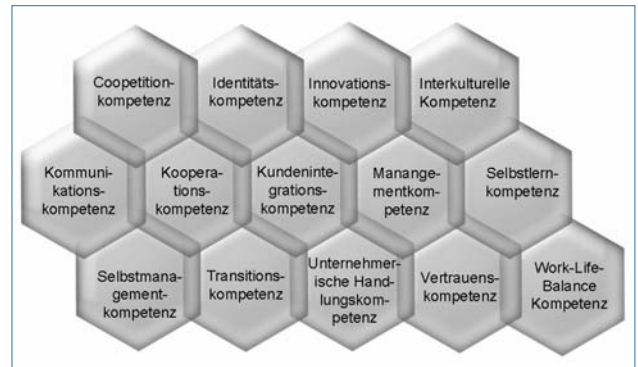 Coopetition-
kompetenz
Identitäts-
kompetenz
Innovations-
kompetenz
Interkulturelle
Kompetenz
Kommuni-
kations-
kompetenz
Koopera-
tions-
kompetenz
Kundeninte-
grations-
kompetenz
Manange-
mentkom-
petenz
Selbstlern-
kompetenz
Selbstmana-
gement-
kompetenz
Transitions-
kompetenz
Unternehmer-
ische Hand-
lungskom-
petenz
Vertrauens-
kompetenz
Work-Life-
Balance
Kompetenz